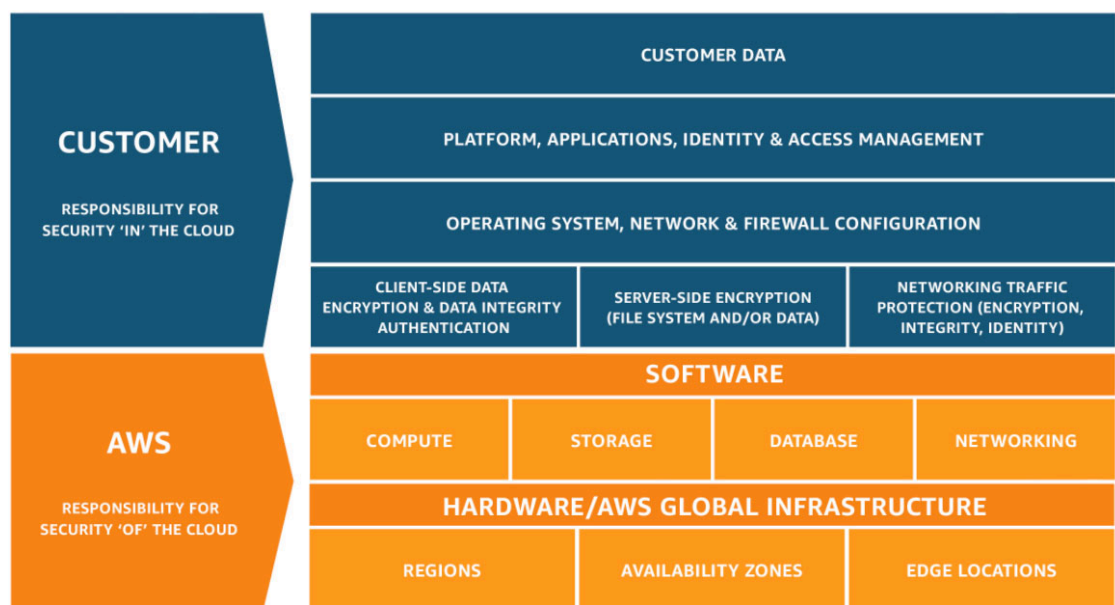 CUSTOMER
RESPONSIBILITY FOR
SECURITY ‘IN’ THE CLOUD
CUSTOMER DATA
PLATFORM, APPLICATIONS, IDENTITY & ACCESS MANAGEMENT
OPERATING SYSTEM, NETWORK & FIREWALL CONFIGURATION
CLIENT-SIDE DATA
ENCRYPTION & DATA INTEGRITY
AUTHENTICATION
SERVER-SIDE ENCRYPTION
(FILE SYSTEM AND/OR DATA)
NETWORKING TRAFFIC
PROTECTION (ENCRYPTION,
INTEGRITY, IDENTITY)
AWS
RESPONSIBILITY FOR
SECURITY ‘OF’ THE CLOUD
SOFTWARE
COMPUTE
STORAGE
DATABASE
NETWORKING
HARDWARE/AWS GLOBAL INFRASTRUCTURE
REGIONS
AVAILABILITY ZONES
EDGE LOCATIONS